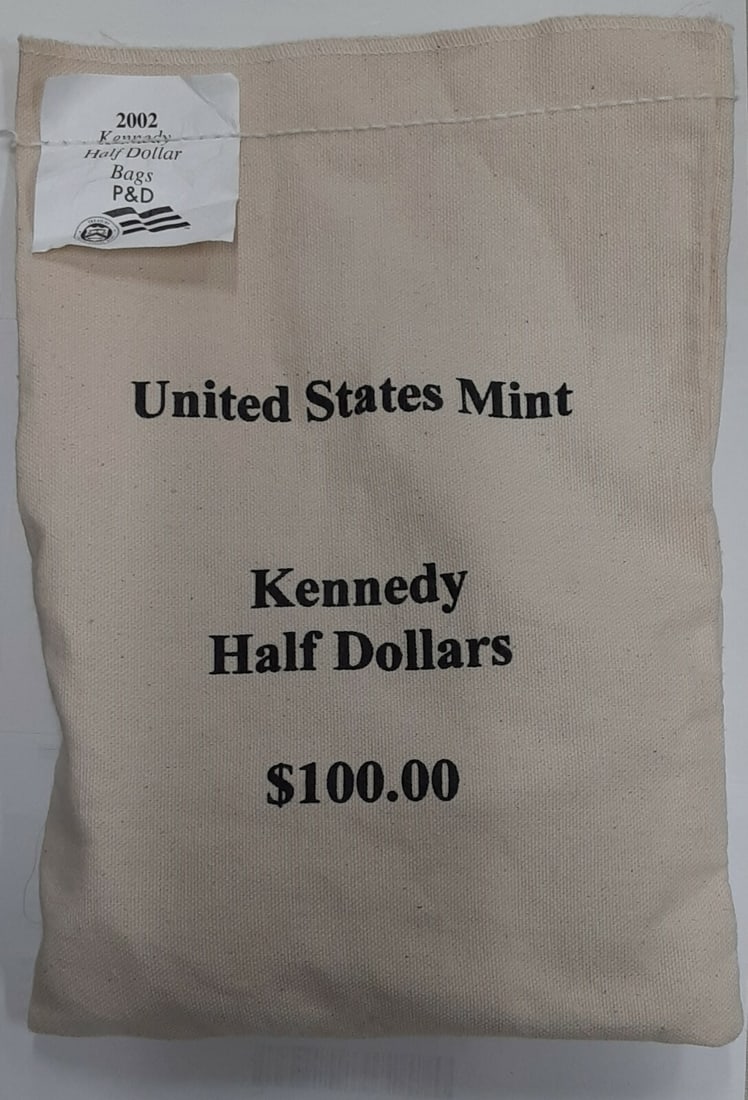 2002
Kennedy
Half Dollar
Bags
P&D
United States Mint
Kennedy
Half Dollars
$100.00